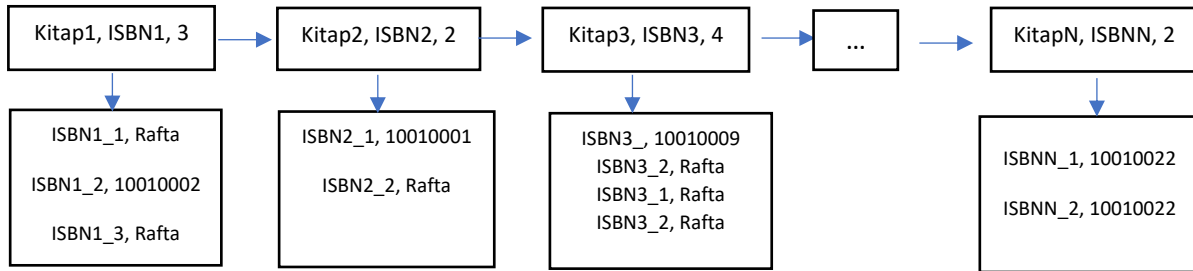 Kitap1, ISBN1, 3
Kitap2, ISBN2, 2
Kitap3, ISBN3, 4
...
KitapN, ISBNN, 2
ISBN1_1, Rafta
ISBN1_2, 10010002
ISBN1_3, Rafta
ISBN2_1, 10010001
ISBN2_2, Rafta
ISBN3_, 10010009
ISBN3_2, Rafta
ISBN3_1, Rafta
ISBN3_2, Rafta
ISBNN_1, 10010022
ISBNN_2, 10010022